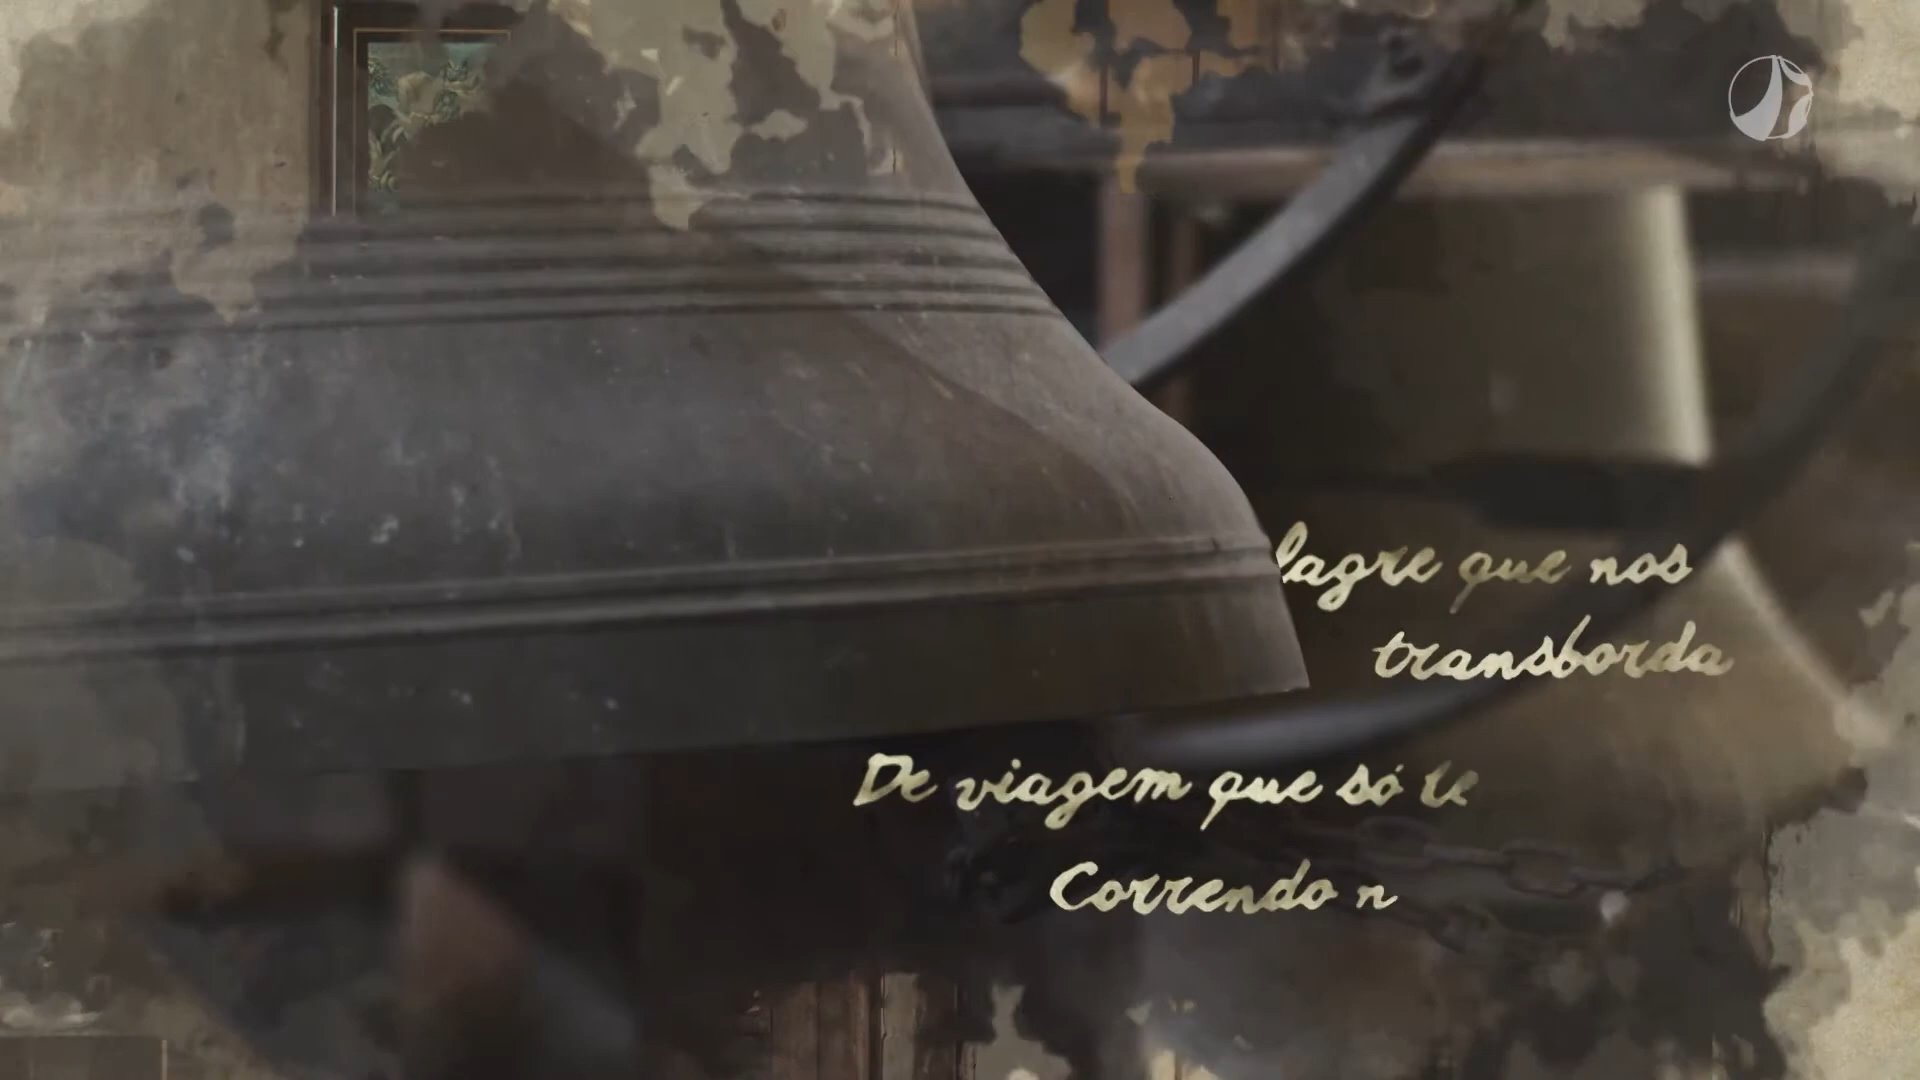 lagre que nos
transborda
De viagem que só te
Correndo n